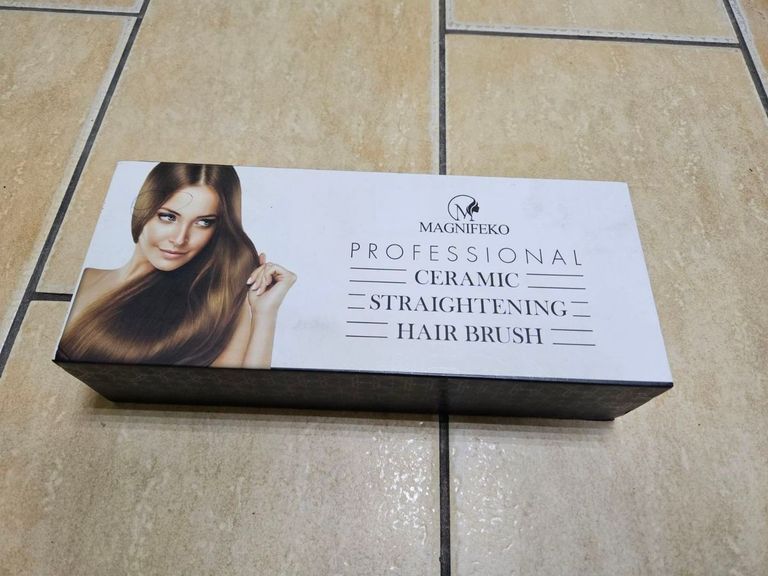 M
MAGNIFEKO
PROFESSIONAL
CERAMIC
STRAIGHTENING
HAIR BRUSH